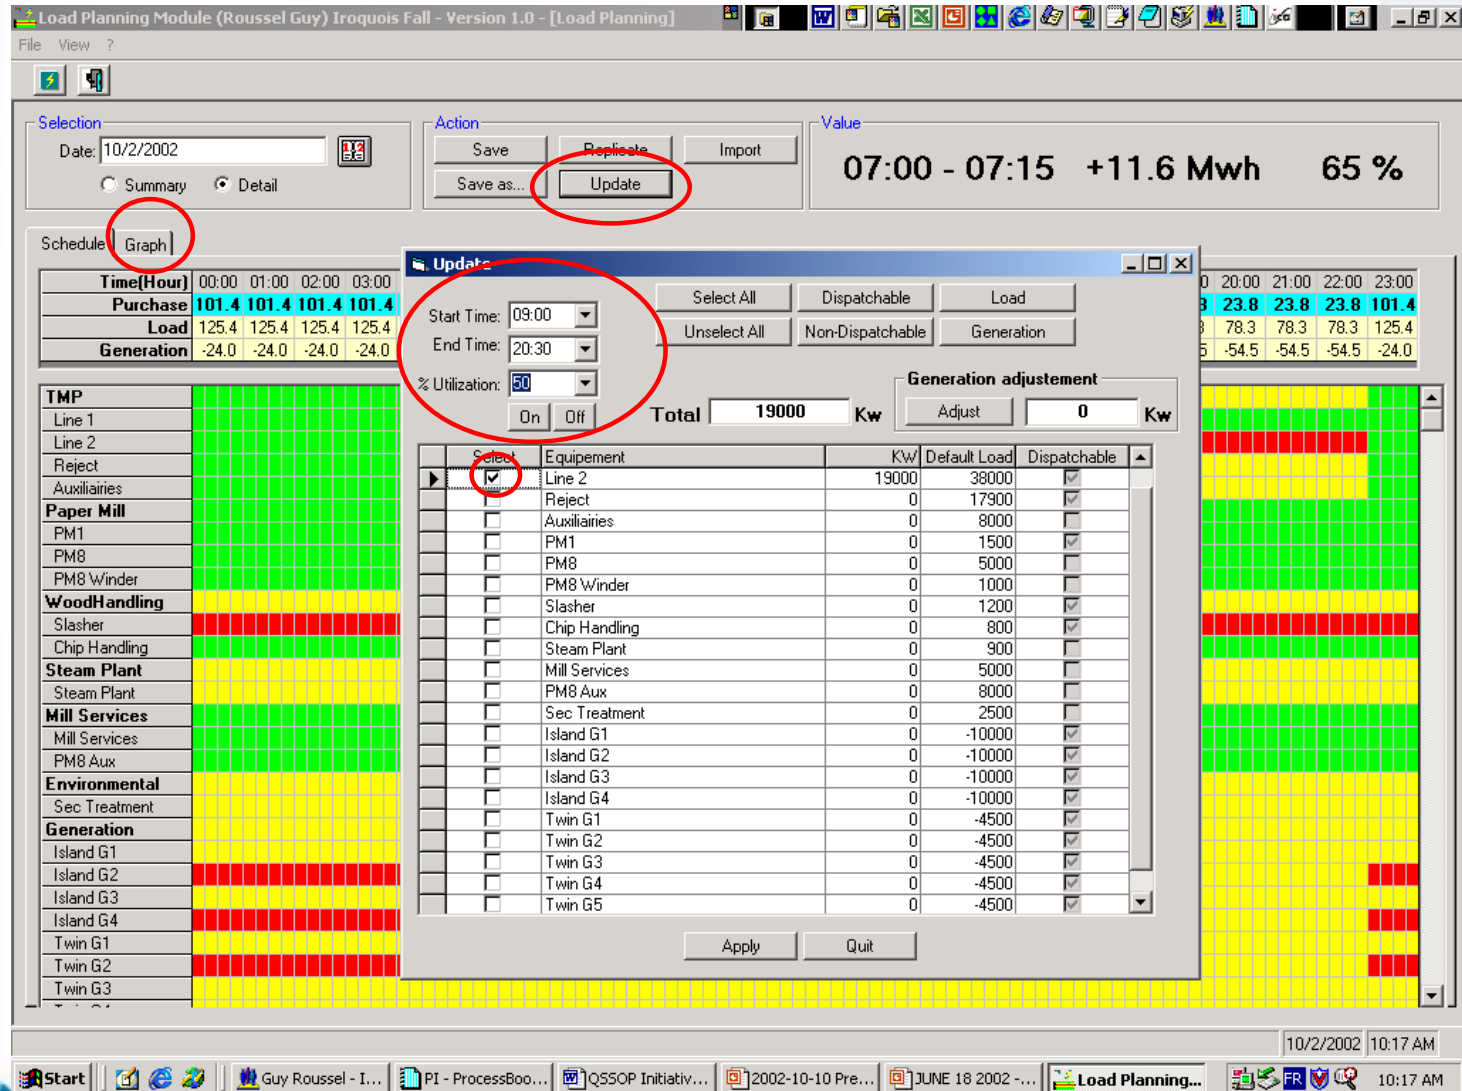 Load Planning Module (Roussel Guy) Iroquois Fall - Version 1.0 - [Load Planning]
File View ?
Selection
Date: 10/2/2002
Summary Detail
Action
Save Replicate Import
Save as... Update
Value
07:00 - 07:15 +11.6 Mwh 65 %
Schedule Graph
Time(Hour) 00:00 01:00 02:00 03:00 20:00 21:00 22:00 23:00
Purchase 101.4 101.4 101.4 101.4 23.8 23.8 23.8 101.4
Load 125.4 125.4 125.4 125.4 78.3 78.3 78.3 125.4
Generation -24.0 -24.0 -24.0 -24.0 -54.5 -54.5 -54.5 -24.0
TMP
Line 1
Line 2
Reject
Auxiliairies
Paper Mill
PM1
PM8
PM8 Winder
WoodHandling
Slasher
Chip Handling
Steam Plant
Steam Plant
Mill Services
Mill Services
PM8 Aux
Environmental
Sec Treatment
Generation
Island G1
Island G2
Island G3
Island G4
Twin G1
Twin G2
Twin G3
Update
Start Time: 09:00
End Time: 20:30
% Utilization: 50
On Off
Select All Dispatchable Load
Unselect All Non-Dispatchable Generation
Total 19000 Kw
Generation adjustement
Adjust 0 Kw
Select Equipement KW Default Load Dispatchable
Line 2 19000 38000
Reject 0 17900
Auxiliairies 0 8000
PM1 0 1500
PM8 0 5000
PM8 Winder 0 1000
Slasher 0 1200
Chip Handling 0 800
Steam Plant 0 900
Mill Services 0 5000
PM8 Aux 0 8000
Sec Treatment 0 2500
Island G1 0 -10000
Island G2 0 -10000
Island G3 0 -10000
Island G4 0 -10000
Twin G1 0 -4500
Twin G2 0 -4500
Twin G3 0 -4500
Twin G4 0 -4500
Twin G5 0 -4500
Apply Quit
10/2/2002 10:17 AM
Start Guy Roussel - I... PI - ProcessBoo... QSSOP Initiativ... 2002-10-10 Pre... JUNE 18 2002 -... Load Planning... FR 10:17 AM